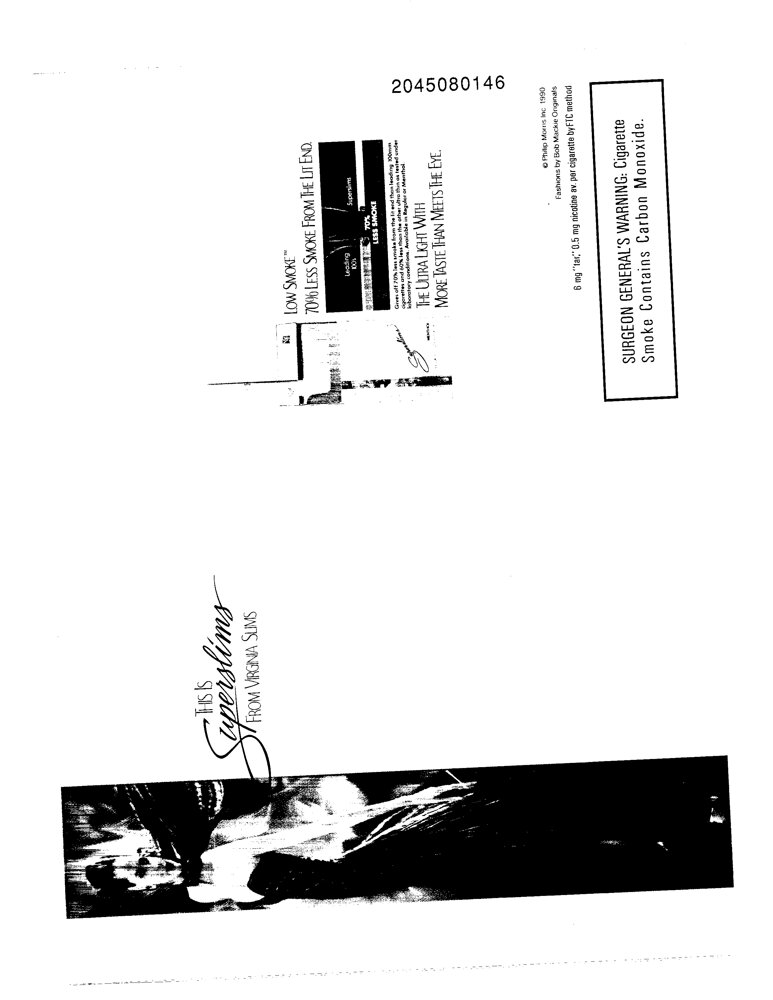 2045080146
THIS IS
Superslims
FROM VIRGINIA SLIMS
LOW SMOKE™
70% LESS SMOKE FROM THE LIT END.
Leading
100s
Superslims
70%
LESS SMOKE
Gives off 70% less smoke from the lit end than leading 100mm
cigarettes and 60% less than the other ultra thin as tested under
laboratory conditions. Available in Regular or Menthol.
THE ULTRA LIGHT WITH
MORE TASTE THAN MEETS THE EYE.
Superslims
© Philip Morris Inc. 1990
Fashions by Bob Mackie Originals
6 mg "tar," 0.5 mg nicotine av. per cigarette by FTC method
SURGEON GENERAL'S WARNING: Cigarette
Smoke Contains Carbon Monoxide.